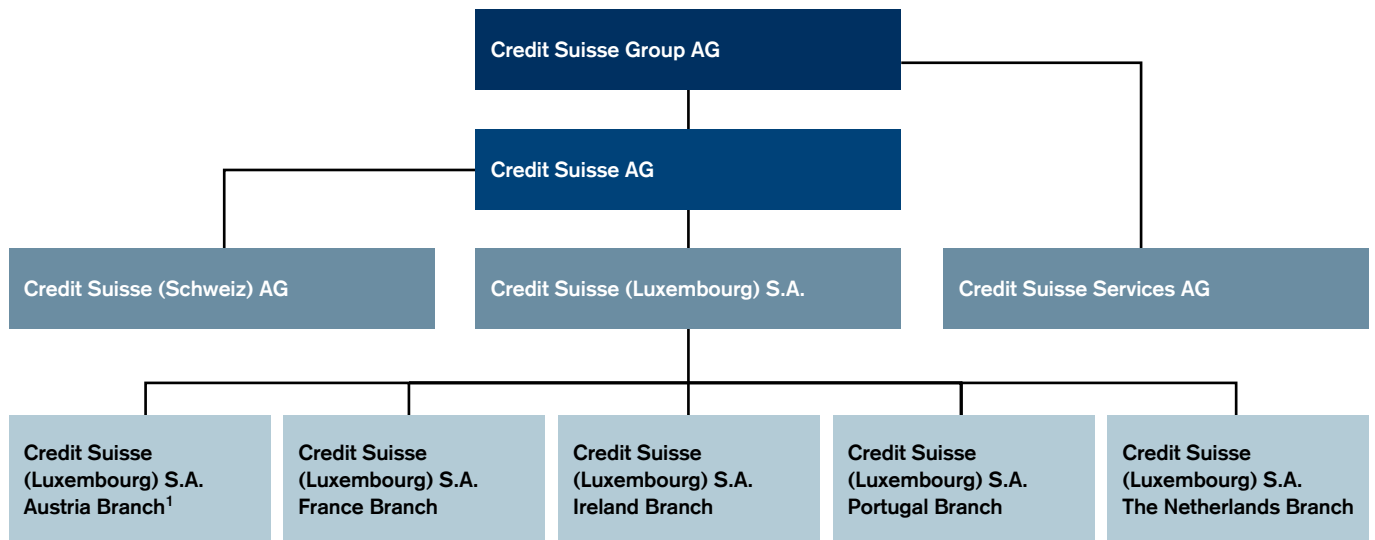 Credit Suisse Group AG
Credit Suisse AG
Credit Suisse (Schweiz) AG
Credit Suisse (Luxembourg) S.A.
Credit Suisse Services AG
Credit Suisse
(Luxembourg) S.A.
Austria Branch¹
Credit Suisse
(Luxembourg) S.A.
France Branch
Credit Suisse
(Luxembourg) S.A.
Ireland Branch
Credit Suisse
(Luxembourg) S.A.
Portugal Branch
Credit Suisse
(Luxembourg) S.A.
The Netherlands Branch